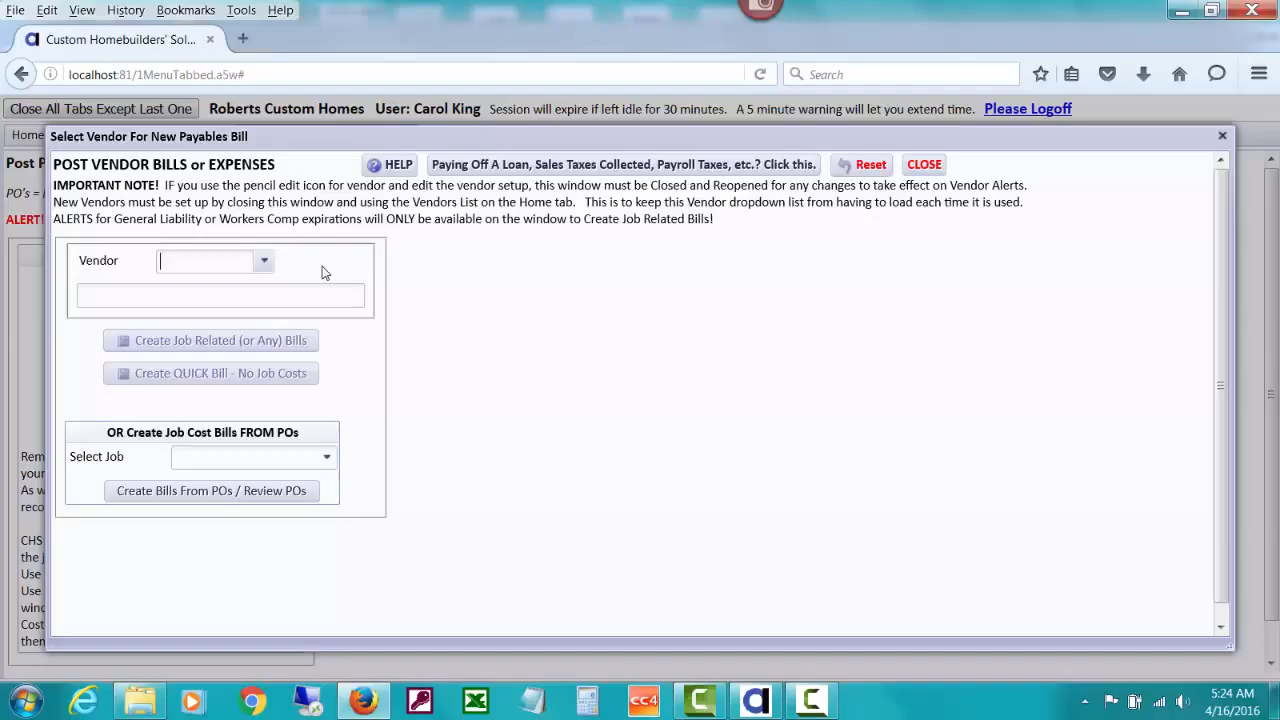 File Edit View History Bookmarks Tools Help
Custom Homebuilders' Sol...
localhost:81/1MenuTabbed.a5w#
Search
Close All Tabs Except Last One Roberts Custom Homes User: Carol King Session will expire if left idle for 30 minutes. A 5 minute warning will let you extend time. Please Logoff
Home
Select Vendor For New Payables Bill
Post P
POST VENDOR BILLS or EXPENSES HELP Paying Off A Loan, Sales Taxes Collected, Payroll Taxes, etc.? Click this. Reset CLOSE
IMPORTANT NOTE! IF you use the pencil edit icon for vendor and edit the vendor setup, this window must be Closed and Reopened for any changes to take effect on Vendor Alerts.
PO's =
New Vendors must be set up by closing this window and using the Vendors List on the Home tab. This is to keep this Vendor dropdown list from having to load each time it is used.
ALERT!
ALERTS for General Liability or Workers Comp expirations will ONLY be available on the window to Create Job Related Bills!
Vendor
Create Job Related (or Any) Bills
Create QUICK Bill - No Job Costs
OR Create Job Cost Bills FROM POs
Select Job
Create Bills From POs / Review POs
Rem
your
As w
reco
CHS
the j
Use
Use
wind
Cost
then
CC4
5:24 AM
4/16/2016